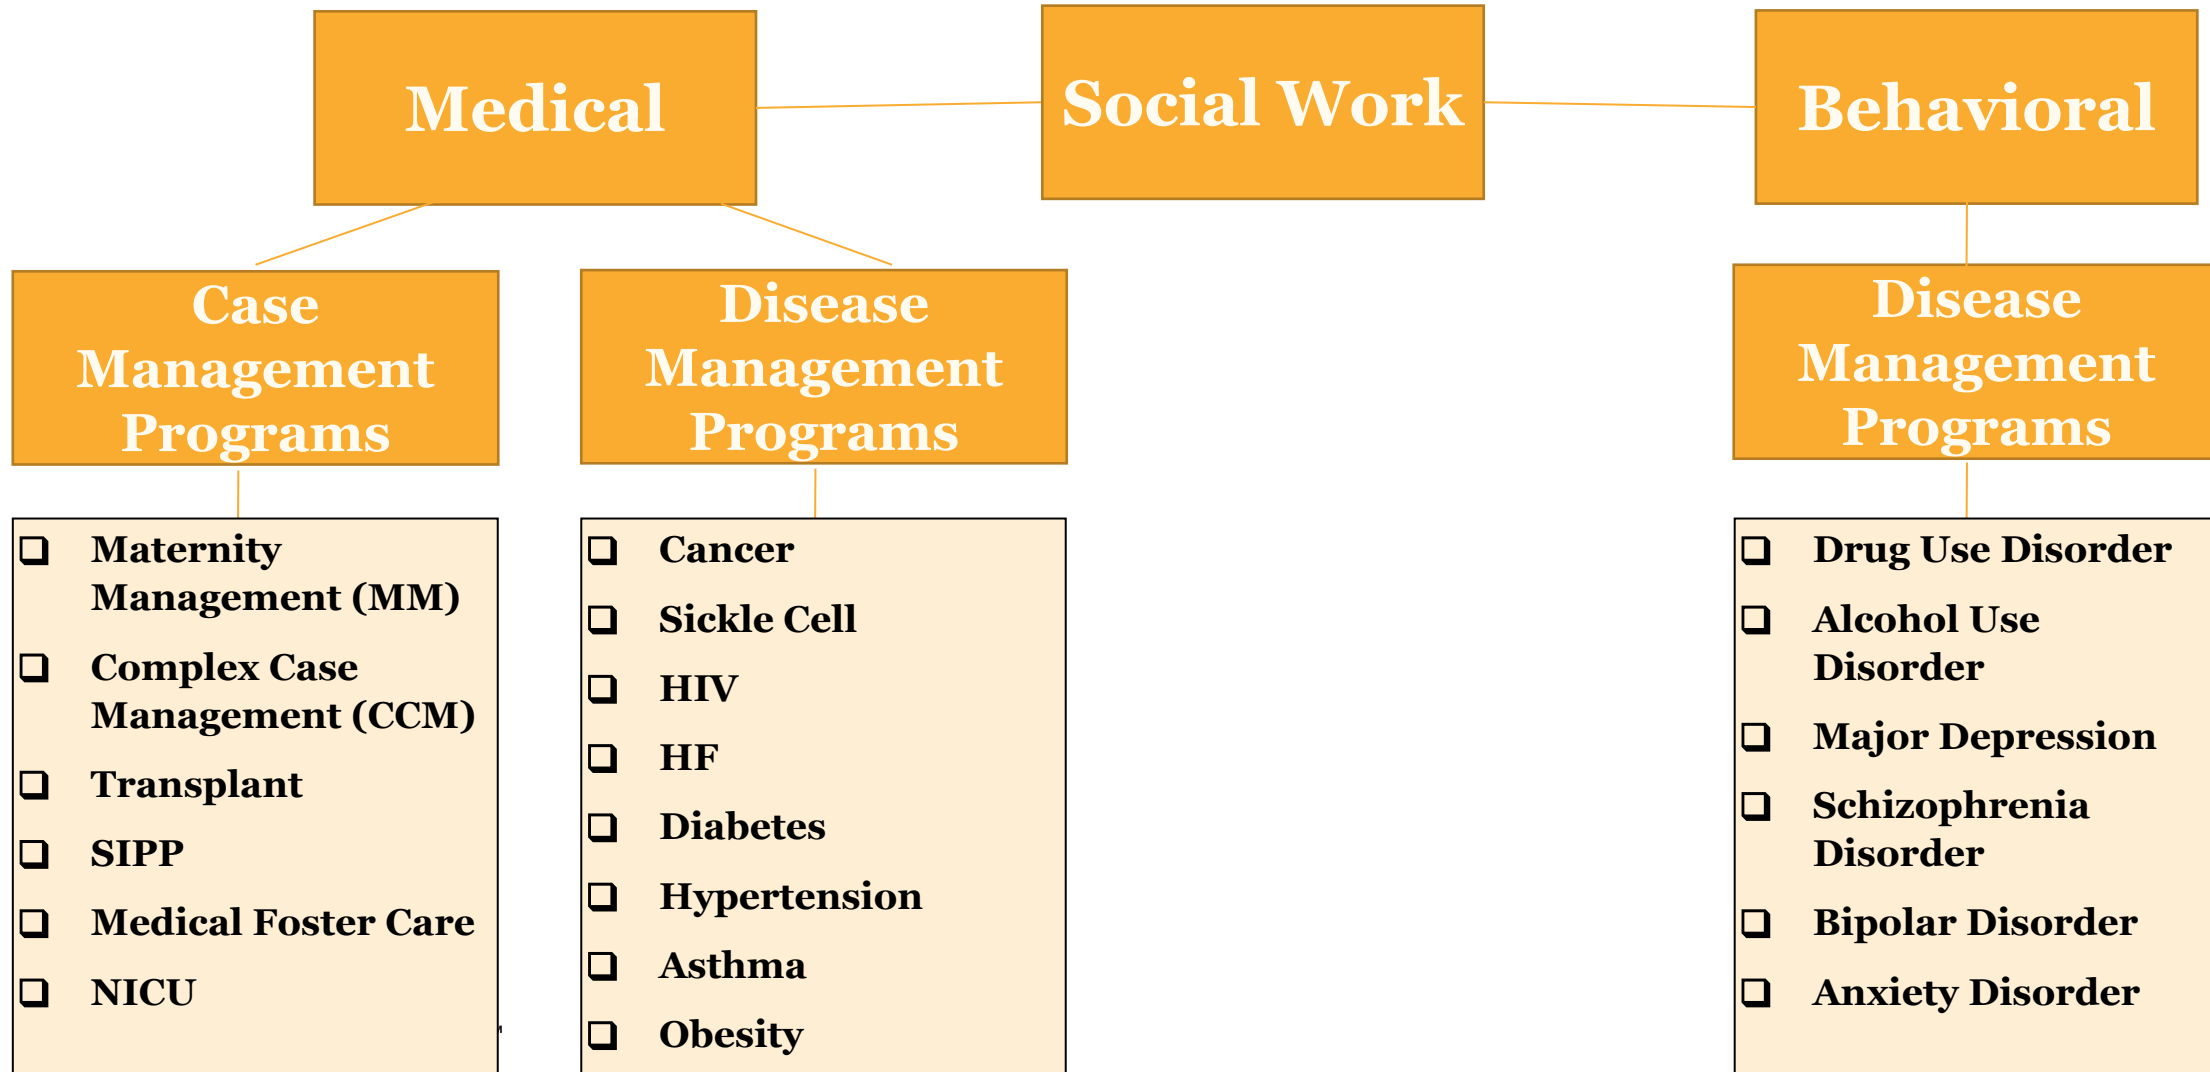 Medical
Social Work
Behavioral
Case
Management
Programs
Disease
Management
Programs
Disease
Management
Programs
Maternity
Management (MM)
Complex Case
Management (CCM)
Transplant
SIPP
Medical Foster Care
NICU
Cancer
Sickle Cell
HIV
HF
Diabetes
Hypertension
Asthma
Obesity
Drug Use Disorder
Alcohol Use
Disorder
Major Depression
Schizophrenia
Disorder
Bipolar Disorder
Anxiety Disorder